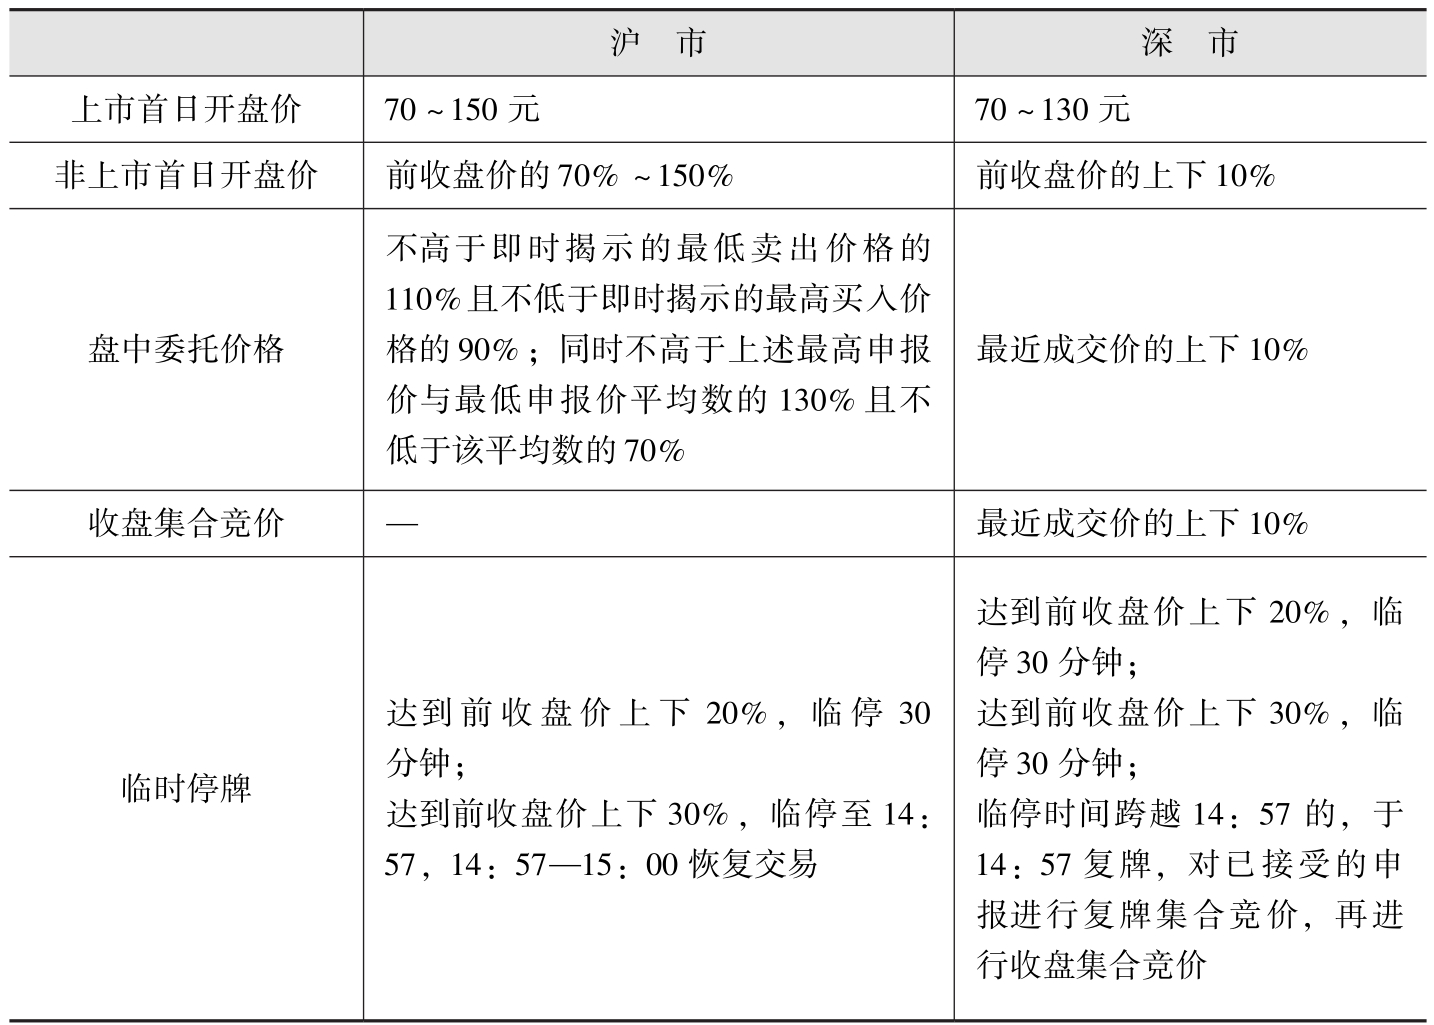 沪 市 深 市
上市首日开盘价 70~150 元 70~130 元
非上市首日开盘价 前收盘价的 70% ~150% 前收盘价的上下 10%
盘中委托价格
不高于即时揭示的最低卖出价格的
110%且不低于即时揭示的最高买入价
格的 90%；同时不高于上述最高申报
价与最低申报价平均数的 130%且不
低于该平均数的 70%
最近成交价的上下 10%
收盘集合竞价 — 最近成交价的上下 10%
临时停牌
达到前收盘价上下 20%，临停 30
分钟；
达到前收盘价上下 30%，临停至 14：
57，14：57—15：00 恢复交易
达到前收盘价上下 20%，临
停 30 分钟；
达到前收盘价上下 30%，临
停 30 分钟；
临停时间跨越 14：57 的，于
14：57 复牌，对已接受的申
报进行复牌集合竞价，再进
行收盘集合竞价